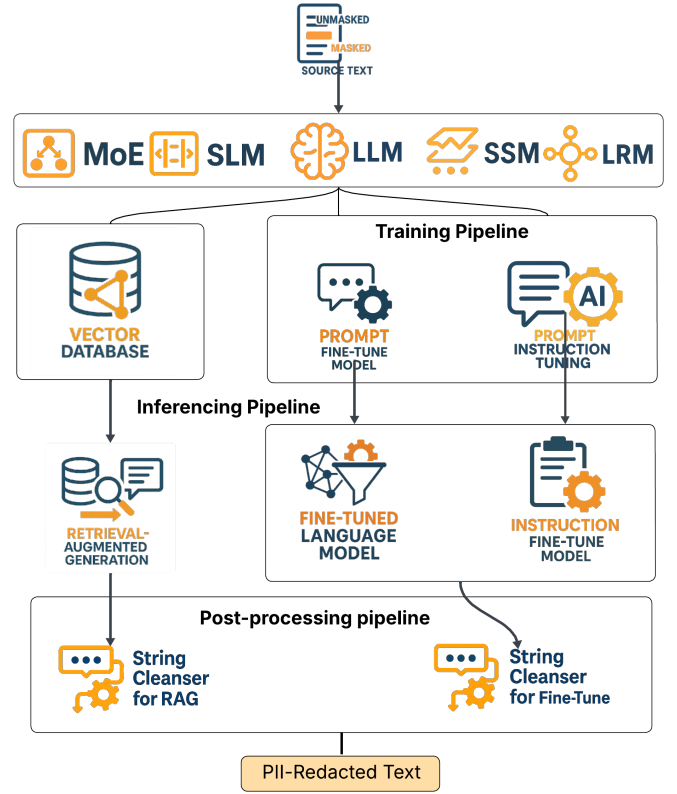 UNMASKED
MASKED
SOURCE TEXT
MoE
SLM
LLM
SSM
LRM
Training Pipeline
VECTOR
DATABASE
PROMPT
FINE-TUNE
MODEL
AI
PROMPT
INSTRUCTION
TUNING
Inferencing Pipeline
RETRIEVAL-
AUGMENTED
GENERATION
FINE-TUNED
LANGUAGE
MODEL
INSTRUCTION
FINE-TUNE
MODEL
Post-processing pipeline
String
Cleanser
for RAG
String
Cleanser
for Fine-Tune
PII-Redacted Text